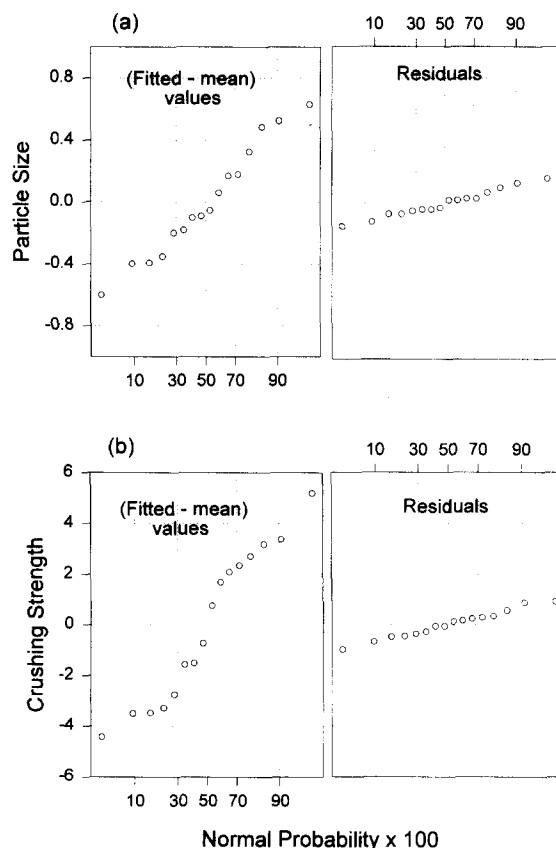 (a)
10 30 50 70 90
0.8
0.4
0.0
-0.4
-0.8
Particle Size
(Fitted - mean)
values
Residuals
10 30 50 70 90
(b)
10 30 50 70 90
6
4
2
0
-2
-4
-6
Crushing Strength
(Fitted - mean)
values
Residuals
10 30 50 70 90
Normal Probability x 100